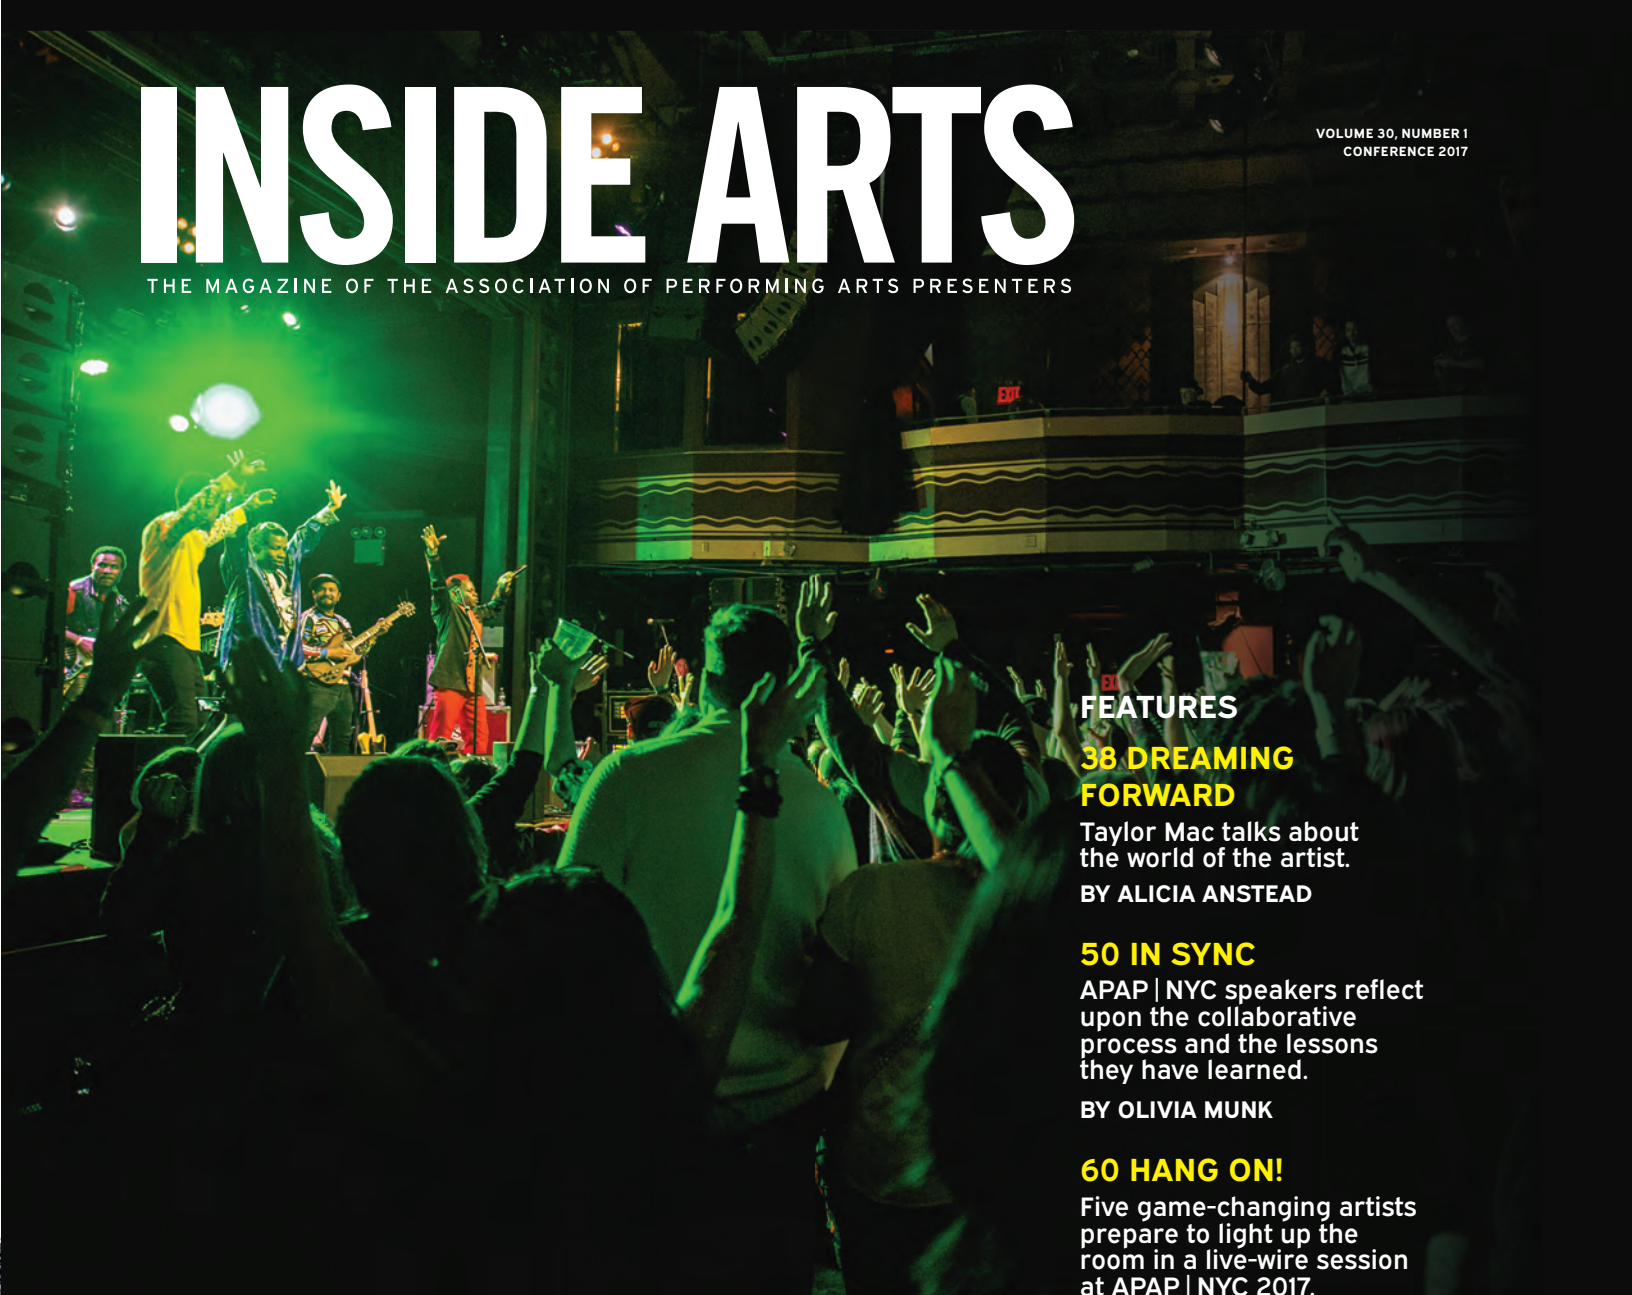 INSIDE ARTS
VOLUME 30, NUMBER 1
CONFERENCE 2017
THE MAGAZINE OF THE ASSOCIATION OF PERFORMING ARTS PRESENTERS
EXIT
FEATURES
38 DREAMING
FORWARD
Taylor Mac talks about
the world of the artist.
BY ALICIA ANSTEAD
50 IN SYNC
APAP | NYC speakers reflect
upon the collaborative
process and the lessons
they have learned.
BY OLIVIA MUNK
60 HANG ON!
Five game-changing artists
prepare to light up the
room in a live-wire session
at APAP | NYC 2017.